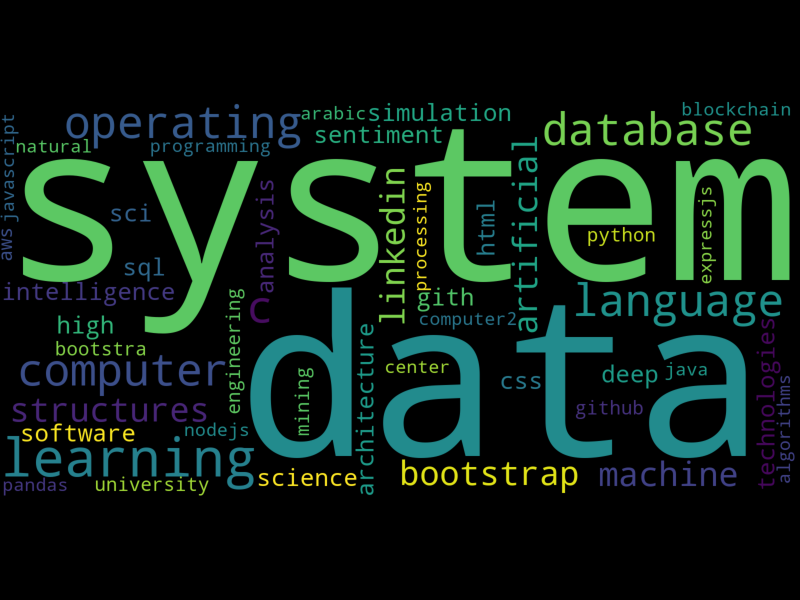 arabic
simulation
blockchain
operating
database
sentiment
natural
programming
javascript
aws
system
sci
sql
analysis
linkedin
processing
html
artificial
python
expressjs
intelligence
c
gith
language
high
computer2
bootstra
engineering
data
computer
center
css
deep
java
mining
architecture
structures
github
technologies
algorithms
software
nodejs
learning
pandas
university
science
bootstrap
machine